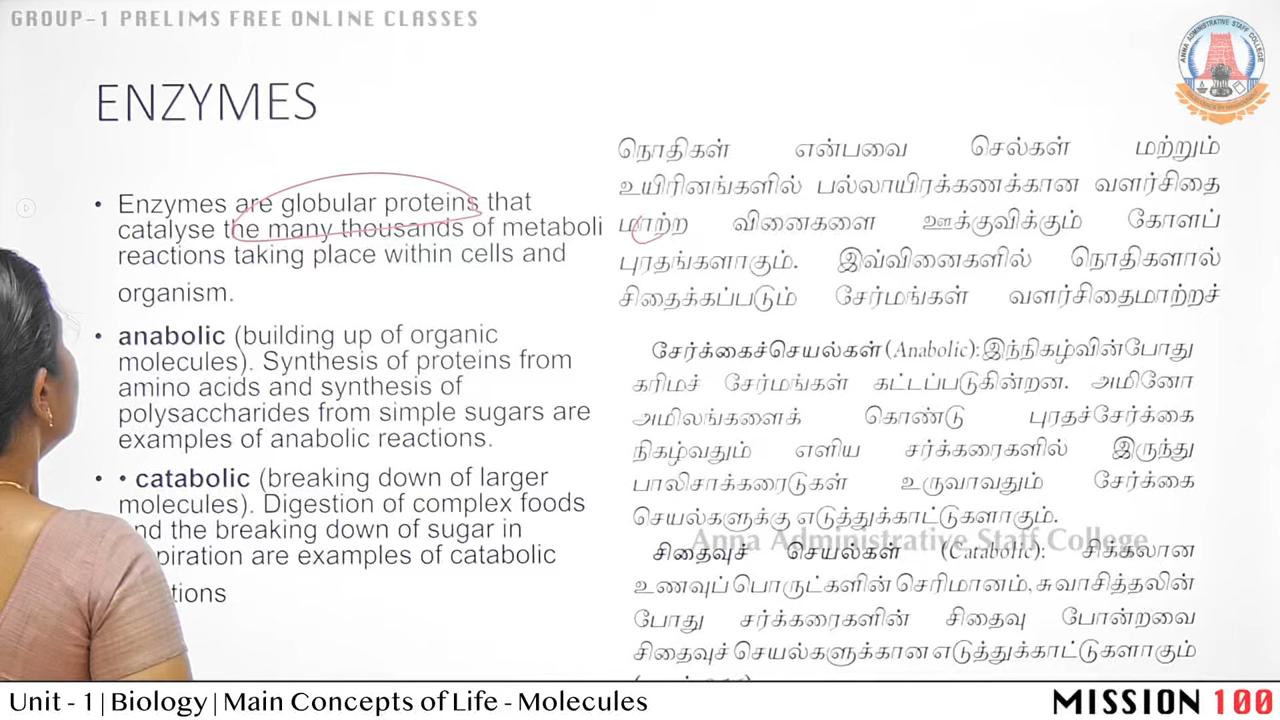 GROUP-1 PRELIMS FREE ONLINE CLASSES
ANNA ADMINISTRATIVE STAFF COLLEGE
ENZYMES
• Enzymes are globular proteins that
catalyse the many thousands of metaboli
reactions taking place within cells and
organism.
• anabolic (building up of organic
molecules). Synthesis of proteins from
amino acids and synthesis of
polysaccharides from simple sugars are
examples of anabolic reactions.
• • catabolic (breaking down of larger
molecules). Digestion of complex foods
nd the breaking down of sugar in
piration are examples of catabolic
tions
நொதிகள் என்பவை செல்கள் மற்றும்
உயிரினங்களில் பல்லாயிரக்கணக்கான வளர்சிதை
மாற்ற வினைகளை ஊக்குவிக்கும் கோளப்
புரதங்களாகும். இவ்வினைகளில் நொதிகளால்
சிதைக்கப்படும் சேர்மங்கள் வளர்சிதைமாற்றச்
சேர்க்கைச்செயல்கள் (Anabolic): இந்நிகழ்வின்போது
கரிமச் சேர்மங்கள் கட்டப்படுகின்றன. அமினோ
அமிலங்களைக் கொண்டு புரதச்சேர்க்கை
நிகழ்வதும் எளிய சர்க்கரைகளில் இருந்து
பாலிசாக்கரைடுகள் உருவாவதும் சேர்க்கை
செயல்களுக்கு எடுத்துக்காட்டுகளாகும்.
Anna Administrative Staff College
சிதைவுச் செயல்கள் (Catabolic): சிக்கலான
உணவுப் பொருட்களின் செரிமானம், சுவாசித்தலின்
போது சர்க்கரைகளின் சிதைவு போன்றவை
சிதைவுச் செயல்களுக்கான எடுத்துக்காட்டுகளாகும்
Unit - 1 | Biology | Main Concepts of Life - Molecules
MISSION 100